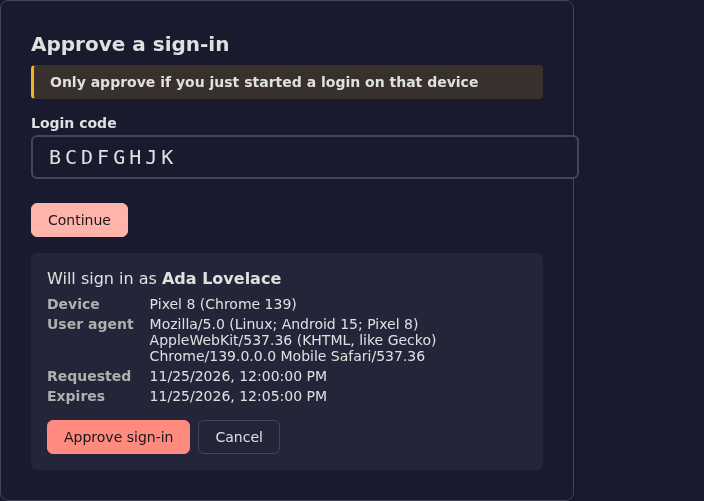 Approve a sign-in
Only approve if you just started a login on that device
Login code
BCDFGHJK
Continue
Will sign in as Ada Lovelace
Device Pixel 8 (Chrome 139)
User agent Mozilla/5.0 (Linux; Android 15; Pixel 8)
AppleWebKit/537.36 (KHTML, like Gecko)
Chrome/139.0.0.0 Mobile Safari/537.36
Requested 11/25/2026, 12:00:00 PM
Expires 11/25/2026, 12:05:00 PM
Approve sign-in Cancel